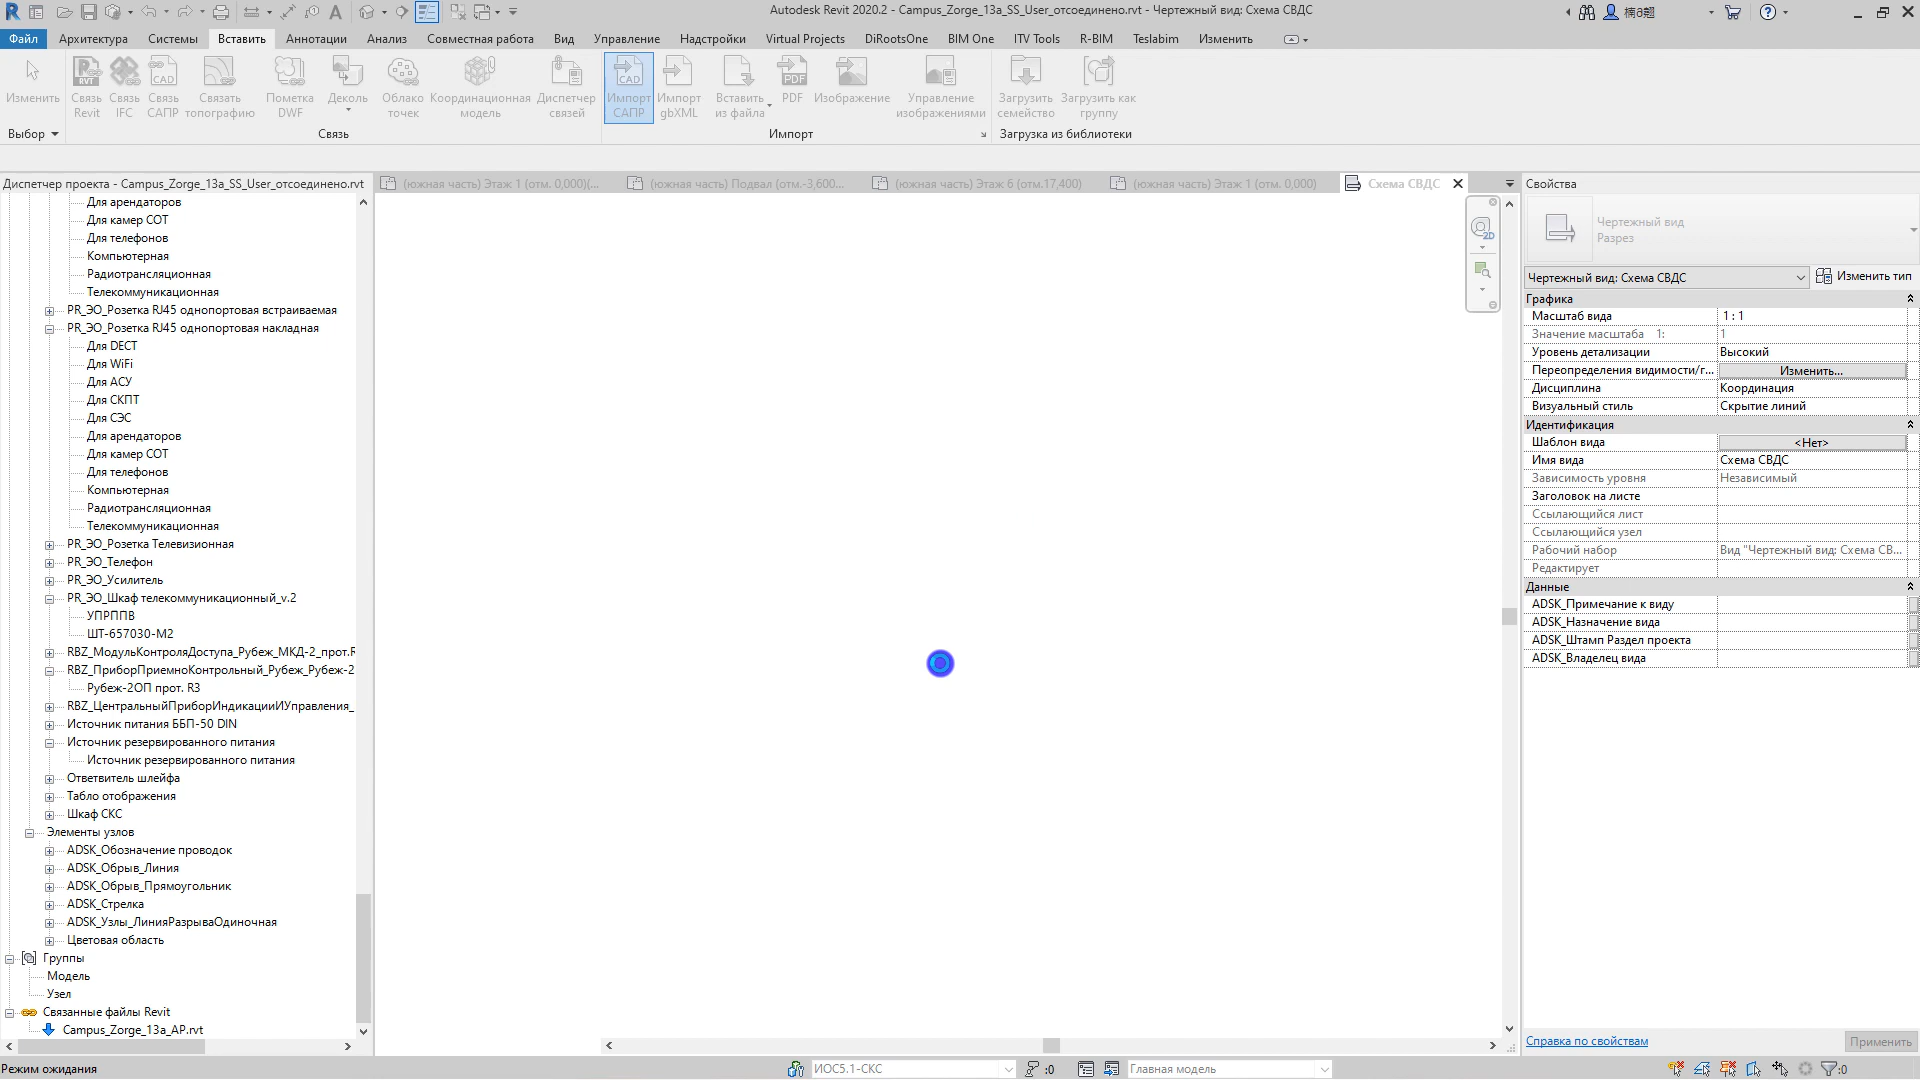 Autodesk Revit 2020.2 - Campus_Zorge_13a_SS_User_отсоединено.rvt - Чертежный вид: Схема СВДС
Файл Архитектура Системы Вставить Аннотации Анализ Совместная работа Вид Управление Надстройки Virtual Projects DiRootsOne BIM One ITV Tools R-BIM Teslabim Изменить
Изменить
Связь Revit
Связь IFC
Связь САПР
Связать топографию
Пометка DWF
Деколь
Облако точек
Координационная модель
Диспетчер связей
Импорт САПР
Импорт gbXML
Вставить из файла
PDF
Изображение
Управление изображениями
Загрузить семейство
Загрузить как группу
Выбор Связь Импорт Загрузка из библиотеки
Диспетчер проекта - Campus_Zorge_13a_SS_User_отсоединено.rvt
(южная часть) Этаж 1 (отм. 0,000)(...
(южная часть) Подвал (отм.-3,600...
(южная часть) Этаж 6 (отм.17,400)
(южная часть) Этаж 1 (отм. 0,000)
Схема СВДС
Для арендаторов
Для камер СОТ
Для телефонов
Компьютерная
Радиотрансляционная
Телекоммуникационная
PR_ЭО_Розетка RJ45 однопортовая встраиваемая
PR_ЭО_Розетка RJ45 однопортовая накладная
Для DECT
Для WiFi
Для АСУ
Для СКПТ
Для СЭС
Для арендаторов
Для камер СОТ
Для телефонов
Компьютерная
Радиотрансляционная
Телекоммуникационная
PR_ЭО_Розетка Телевизионная
PR_ЭО_Телефон
PR_ЭО_Усилитель
PR_ЭО_Шкаф телекоммуникационный_v.2
УПРППВ
ШТ-657030-М2
RBZ_МодульКонтроляДоступа_Рубеж_МКД-2_прот.R
RBZ_ПриборПриемноКонтрольный_Рубеж_Рубеж-2
Рубеж-2ОП прот. R3
RBZ_ЦентральныйПриборИндикацииИУправления_
Источник питания ББП-50 DIN
Источник резервированного питания
Источник резервированного питания
Ответвитель шлейфа
Табло отображения
Шкаф СКС
Элементы узлов
ADSK_Обозначение проводок
ADSK_Обрыв_Линия
ADSK_Обрыв_Прямоугольник
ADSK_Стрелка
ADSK_Узлы_ЛинияРазрываОдиночная
Цветовая область
Группы
Модель
Узел
Связанные файлы Revit
Campus_Zorge_13a_AP.rvt
2D
Свойства
Чертежный вид
Разрез
Чертежный вид: Схема СВДС Изменить тип
Графика
Масштаб вида 1 : 1
Значение масштаба 1: 1
Уровень детализации Высокий
Переопределения видимости/г... Изменить...
Дисциплина Координация
Визуальный стиль Скрытие линий
Идентификация
Шаблон вида <Нет>
Имя вида Схема СВДС
Зависимость уровня Независимый
Заголовок на листе
Ссылающийся лист
Ссылающийся узел
Рабочий набор Вид "Чертежный вид: Схема СВ...
Редактирует
Данные
ADSK_Примечание к виду
ADSK_Назначение вида
ADSK_Штамп Раздел проекта
ADSK_Владелец вида
Справка по свойствам Применить
Режим ожидания ИОС5.1-СКС :0 Главная модель :0